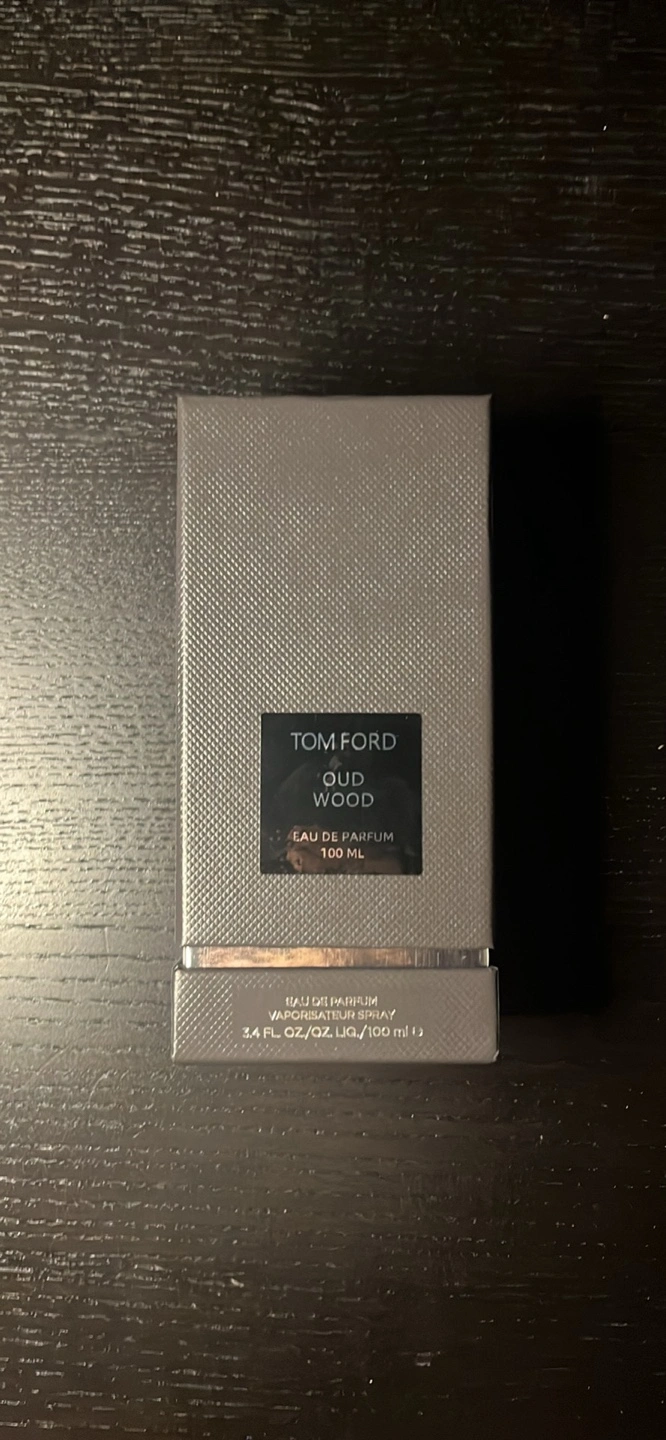 TOM FORD
OUD
WOOD
EAU DE PARFUM
100 ML
EAU DE PARFUM
VAPORISATEUR SPRAY
3.4 FL. OZ./OZ. LIQ./100 ml ℮